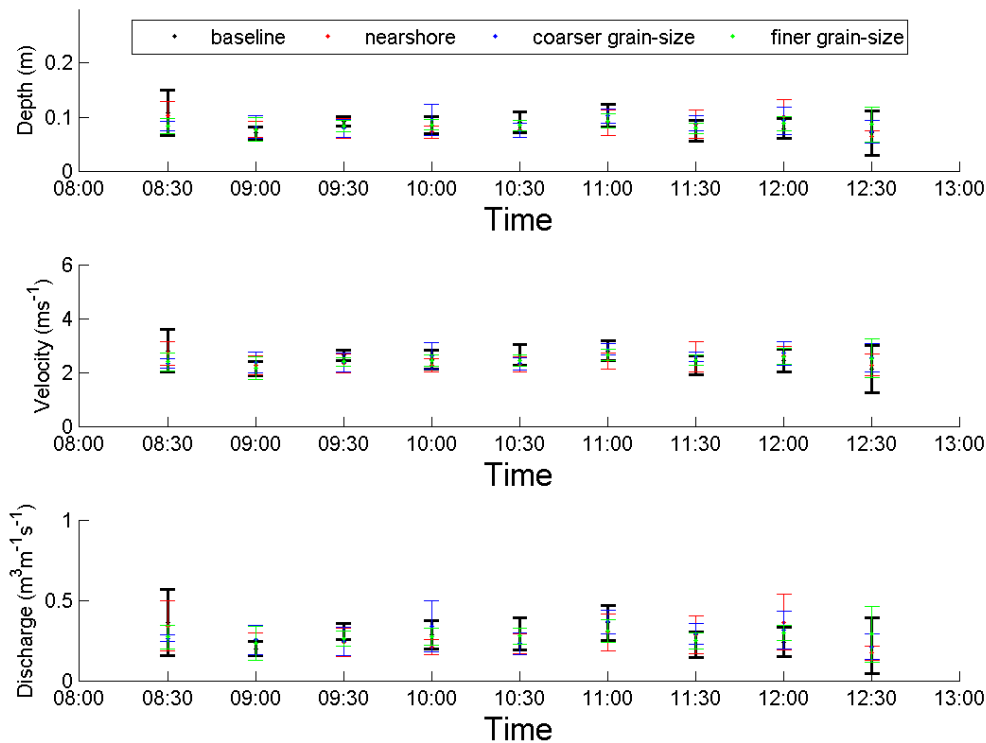 baseline nearshore coarser grain-size finer grain-size
Depth (m)
0.2
0.1
0
08:00 08:30 09:00 09:30 10:00 10:30 11:00 11:30 12:00 12:30 13:00
Time
Velocity (ms⁻¹)
6
4
2
0
08:00 08:30 09:00 09:30 10:00 10:30 11:00 11:30 12:00 12:30 13:00
Time
Discharge (m³m⁻¹s⁻¹)
1
0.5
0
08:00 08:30 09:00 09:30 10:00 10:30 11:00 11:30 12:00 12:30 13:00
Time